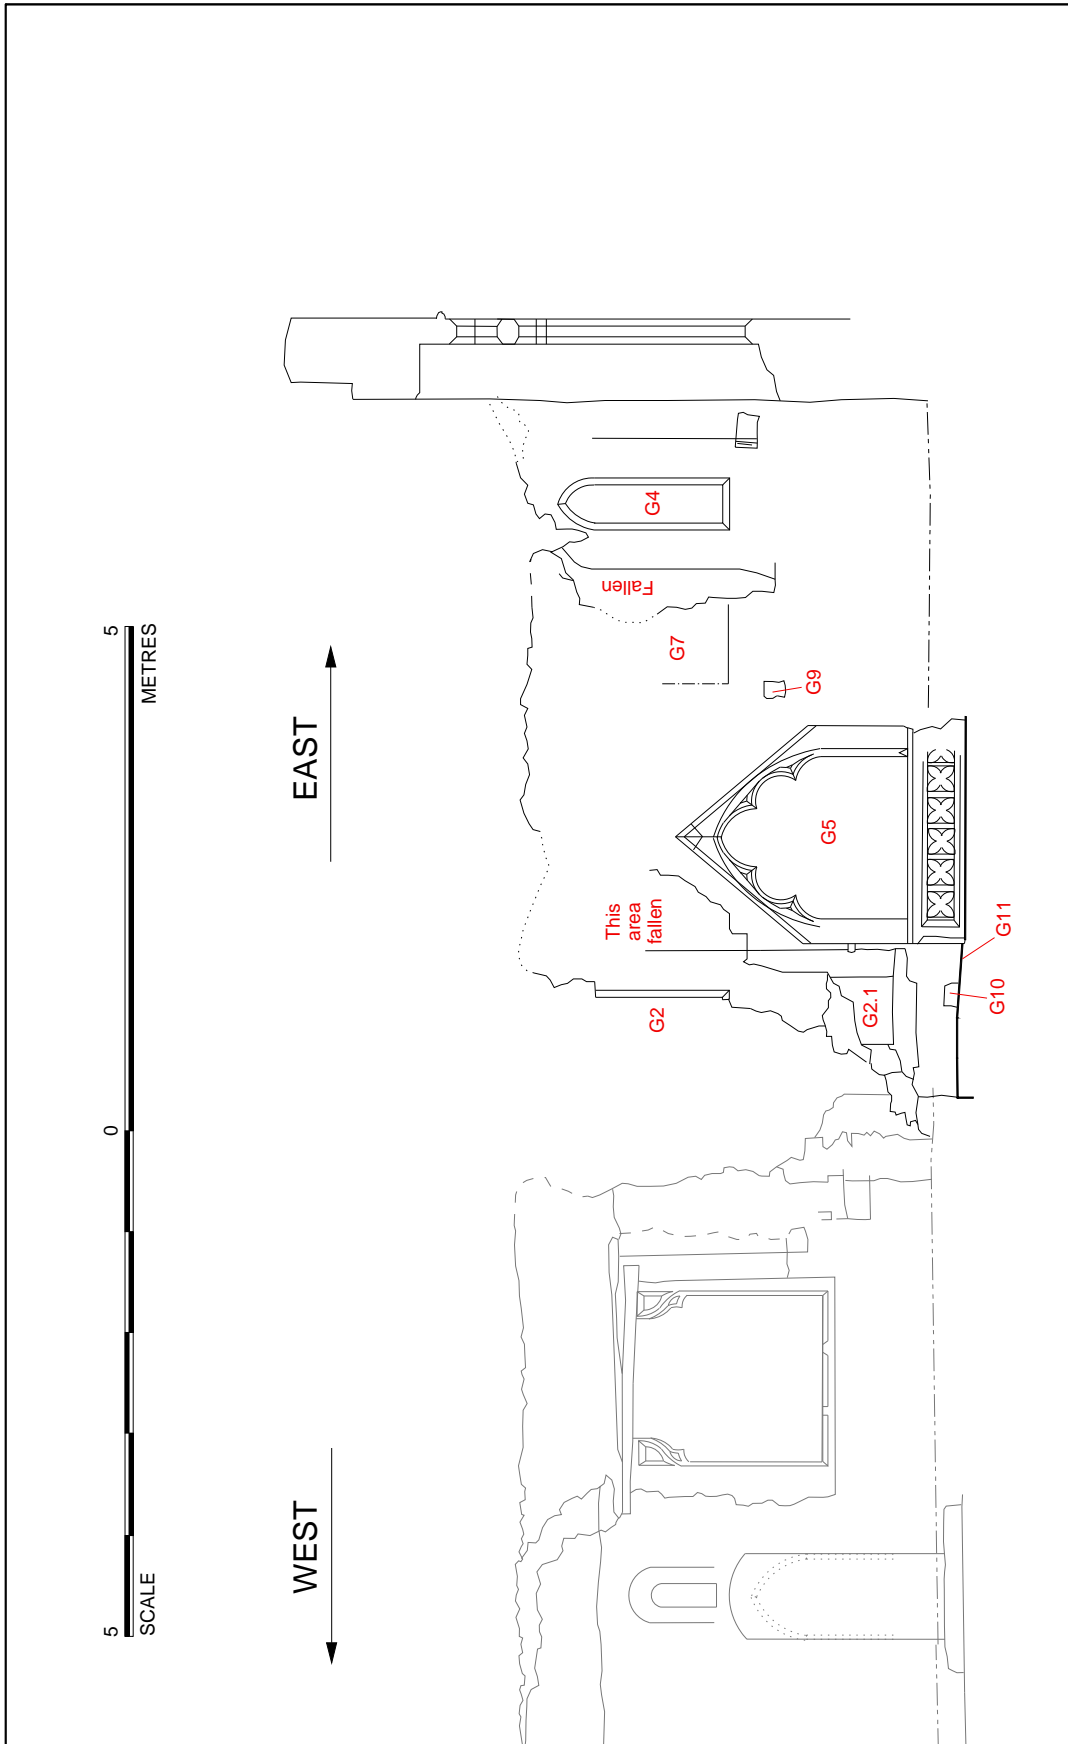 5
0
5
SCALE
METRES
WEST
EAST
This
area
fallen
Fallen
G4
G7
G2
G9
G5
G2.1
G10
G11